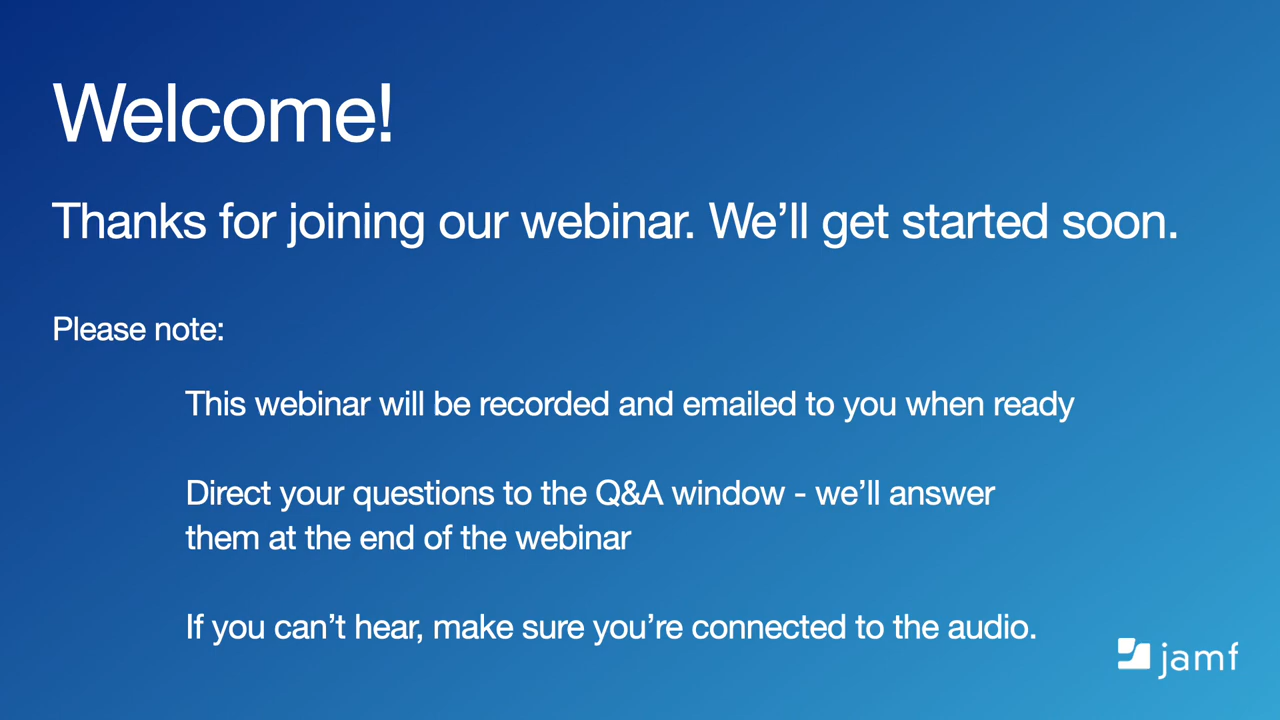 Welcome!
Thanks for joining our webinar. We’ll get started soon.
Please note:
This webinar will be recorded and emailed to you when ready
Direct your questions to the Q&A window - we’ll answer
them at the end of the webinar
If you can’t hear, make sure you’re connected to the audio.
jamf